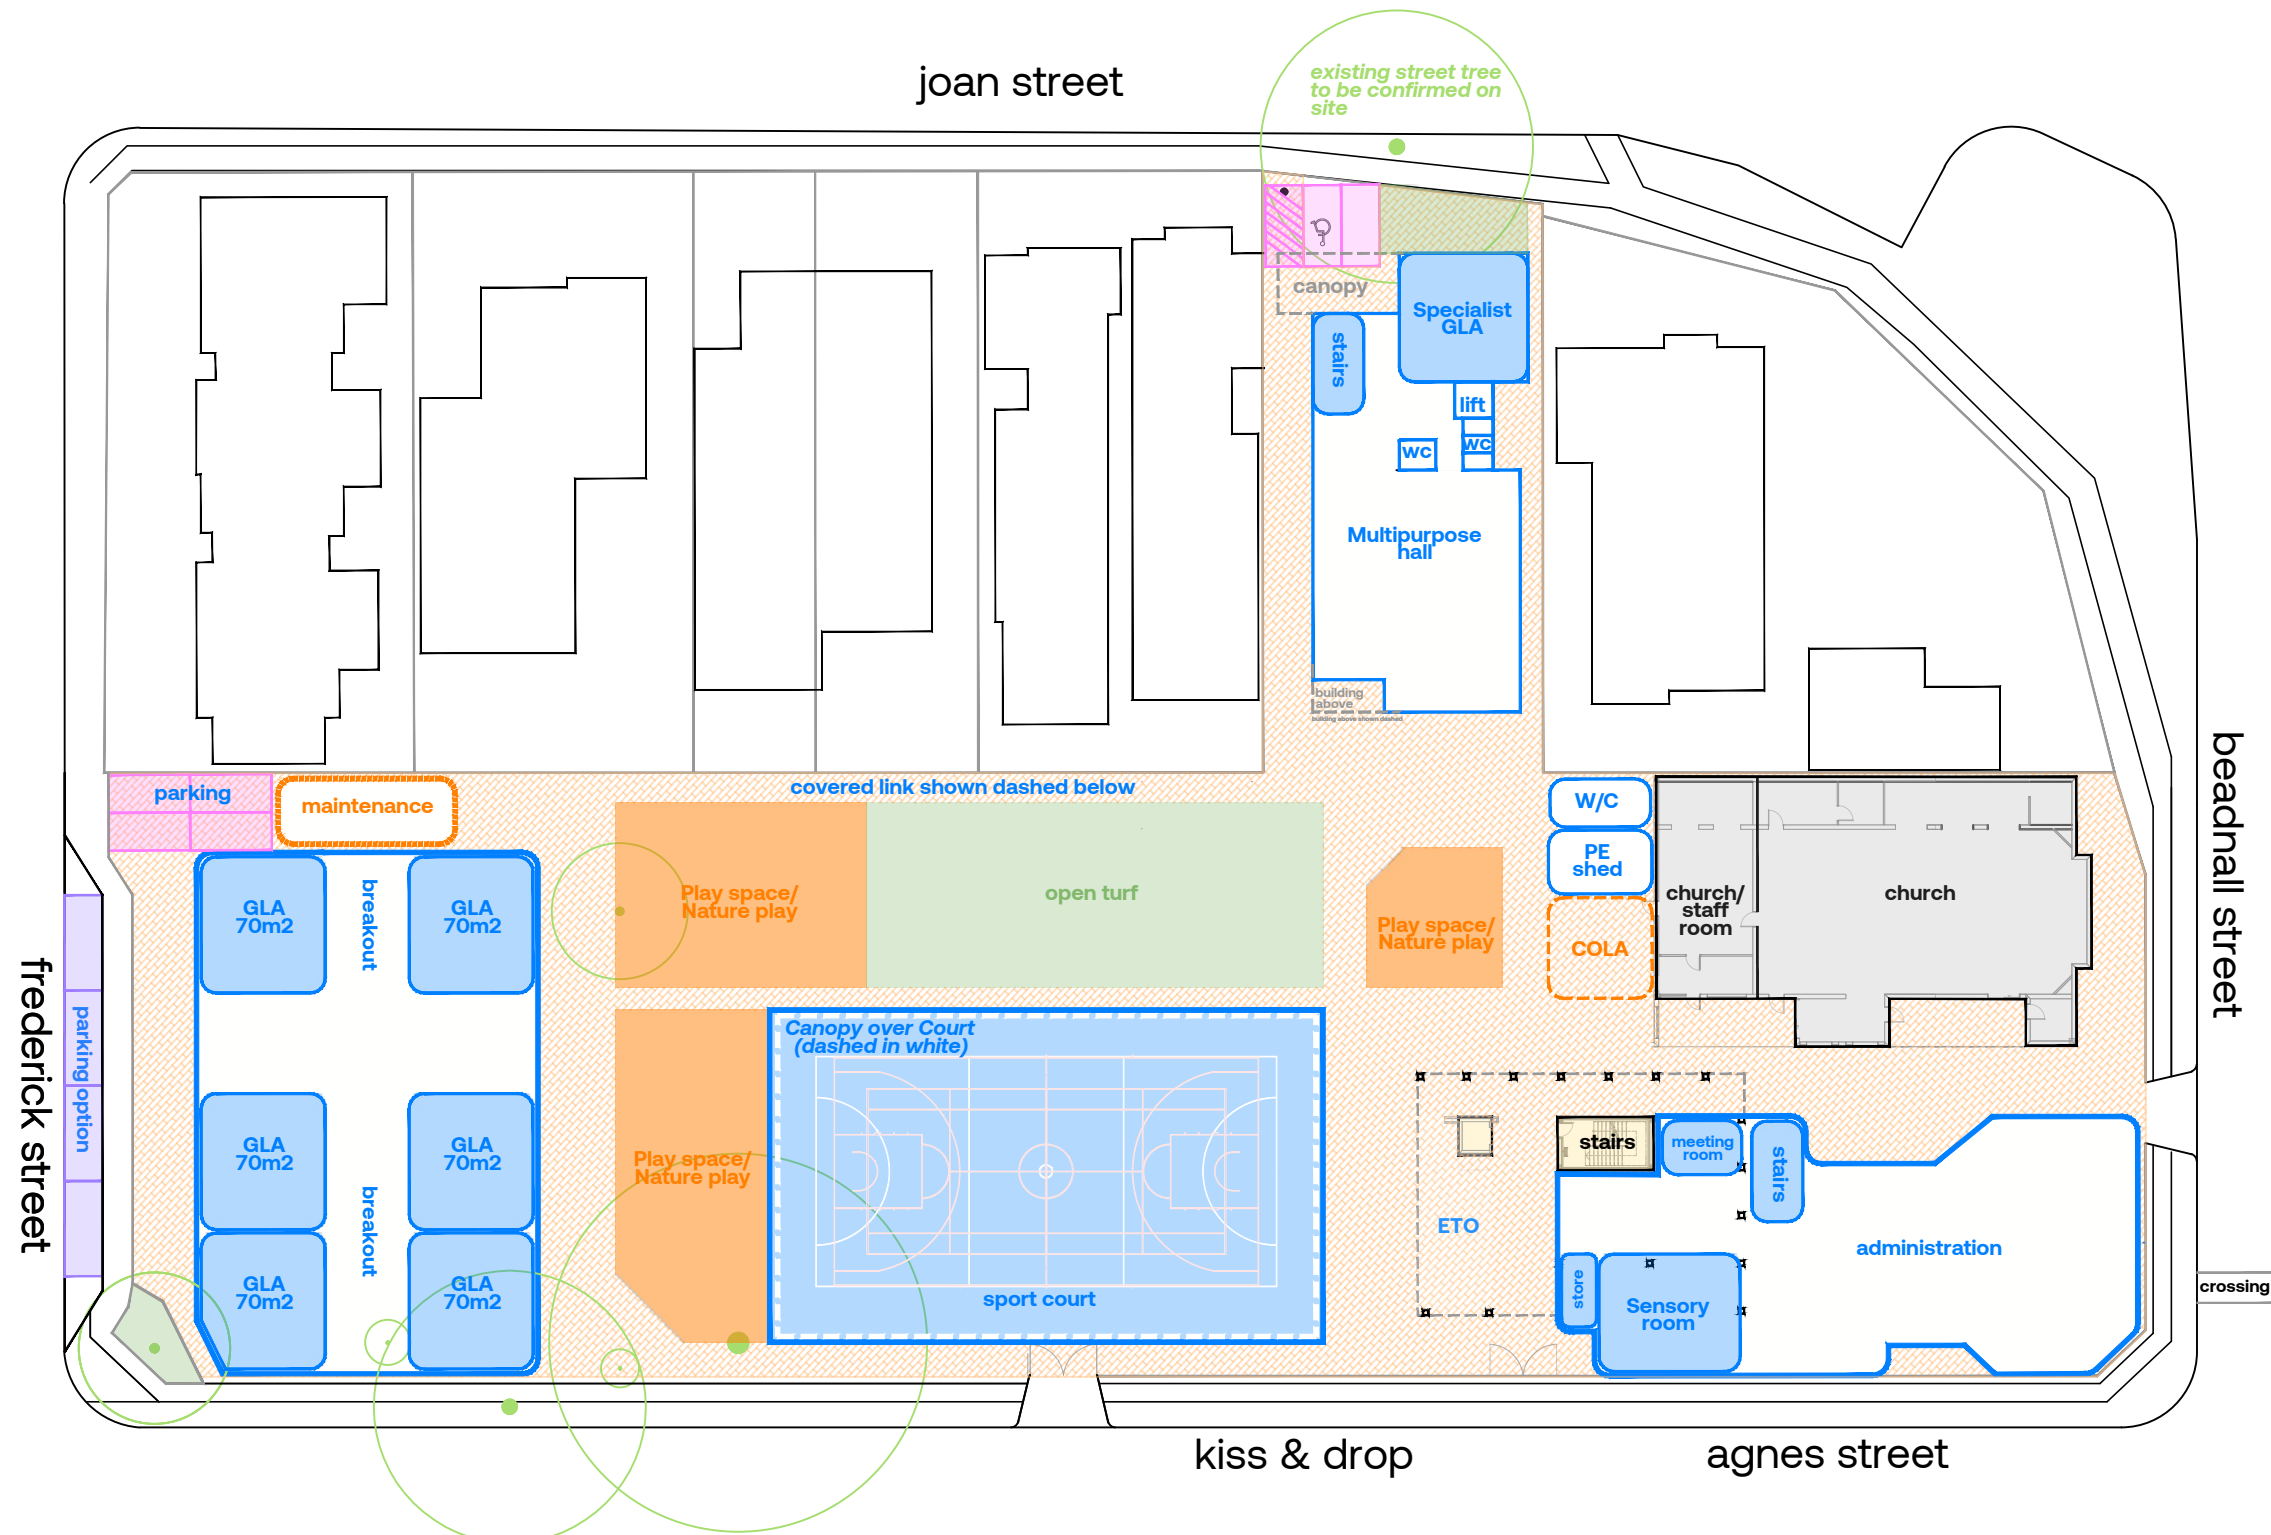 joan street
existing street tree
to be confirmed on
site
canopy
Specialist
GLA
stairs
lift
wc
wc
Multipurpose
hall
building
above
building above shown dashed
beadnall street
parking
maintenance
covered link shown dashed below
W/C
PE
shed
COLA
church/
staff
room
church
GLA
70m2
breakout
GLA
70m2
Play space/
Nature play
open turf
Play space/
Nature play
frederick street
parking option
Canopy over Court
(dashed in white)
GLA
70m2
GLA
70m2
breakout
GLA
70m2
GLA
70m2
Play space/
Nature play
sport court
ETO
stairs
meeting
room
stairs
administration
store
Sensory
room
crossing
kiss & drop
agnes street